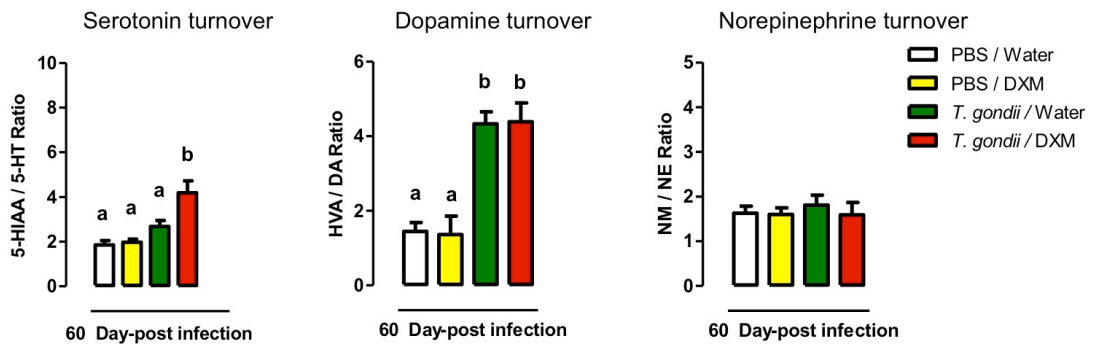 Serotonin turnover
5-HIAA / 5-HT Ratio
10
8
6
4
2
0
a
a
a
b
60 Day-post infection
Dopamine turnover
HVA / DA Ratio
6
4
2
0
a
a
b
b
60 Day-post infection
Norepinephrine turnover
NM / NE Ratio
5
4
3
2
1
0
60 Day-post infection
PBS / Water
PBS / DXM
T. gondii / Water
T. gondii / DXM